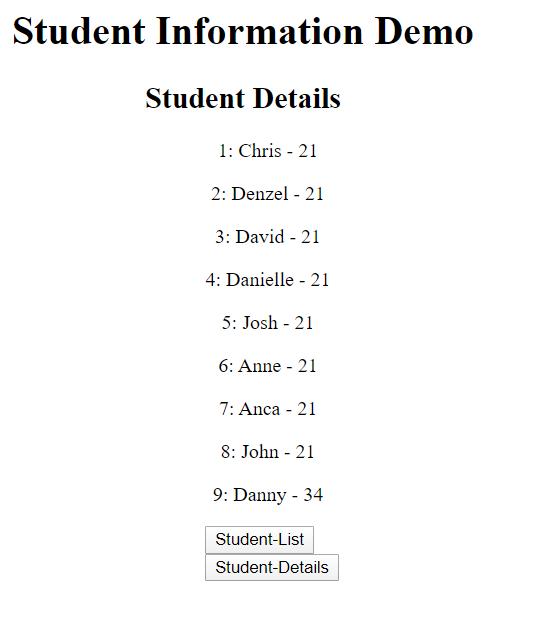 Student Information Demo
Student Details
1: Chris - 21
2: Denzel - 21
3: David - 21
4: Danielle - 21
5: Josh - 21
6: Anne - 21
7: Anca - 21
8: John - 21
9: Danny - 34
Student-List
Student-Details